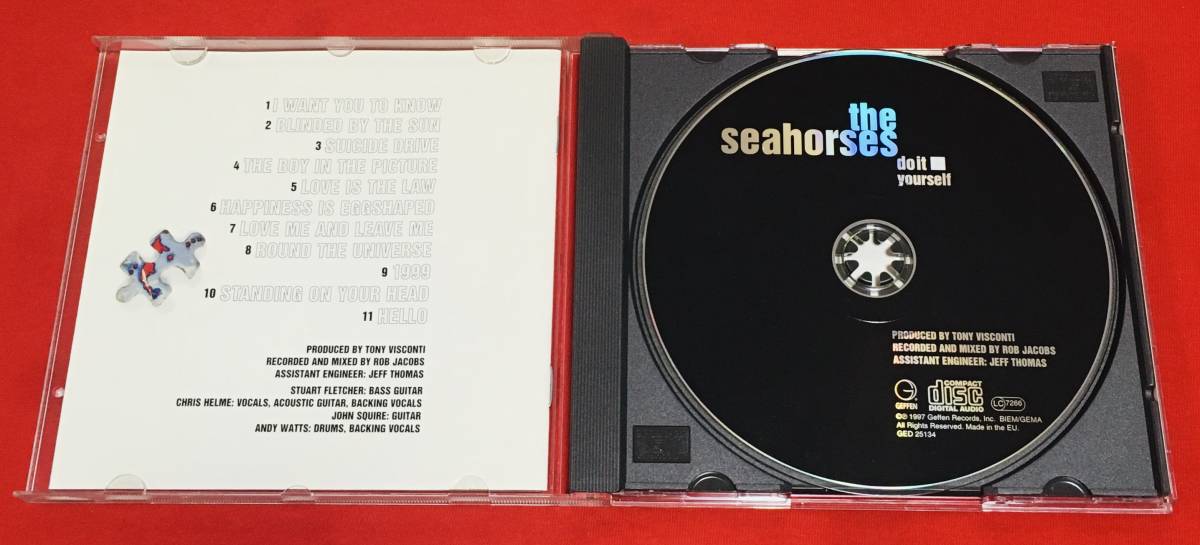 1 I WANT YOU TO KNOW
2 BLINDED BY THE SUN
3 SUICIDE DRIVE
4 THE BOY IN THE PICTURE
5 LOVE IS THE LAW
6 HAPPINESS IS EGGSHAPED
7 LOVE ME AND LEAVE ME
8 ROUND THE UNIVERSE
9 1999
10 STANDING ON YOUR HEAD
11 HELLO
PRODUCED BY TONY VISCONTI
RECORDED AND MIXED BY ROB JACOBS
ASSISTANT ENGINEER: JEFF THOMAS
STUART FLETCHER: BASS GUITAR
CHRIS HELME: VOCALS, ACOUSTIC GUITAR, BACKING VOCALS
JOHN SQUIRE: GUITAR
ANDY WATTS: DRUMS, BACKING VOCALS
the
seahorses
do it
yourself
PRODUCED BY TONY VISCONTI
RECORDED AND MIXED BY ROB JACOBS
ASSISTANT ENGINEER: JEFF THOMAS
G
GEFFEN
COMPACT
disc
DIGITAL AUDIO
LC 7266
©℗ 1997 Geffen Records, Inc. BIEM/GEMA
All Rights Reserved. Made in the EU.
GED 25134